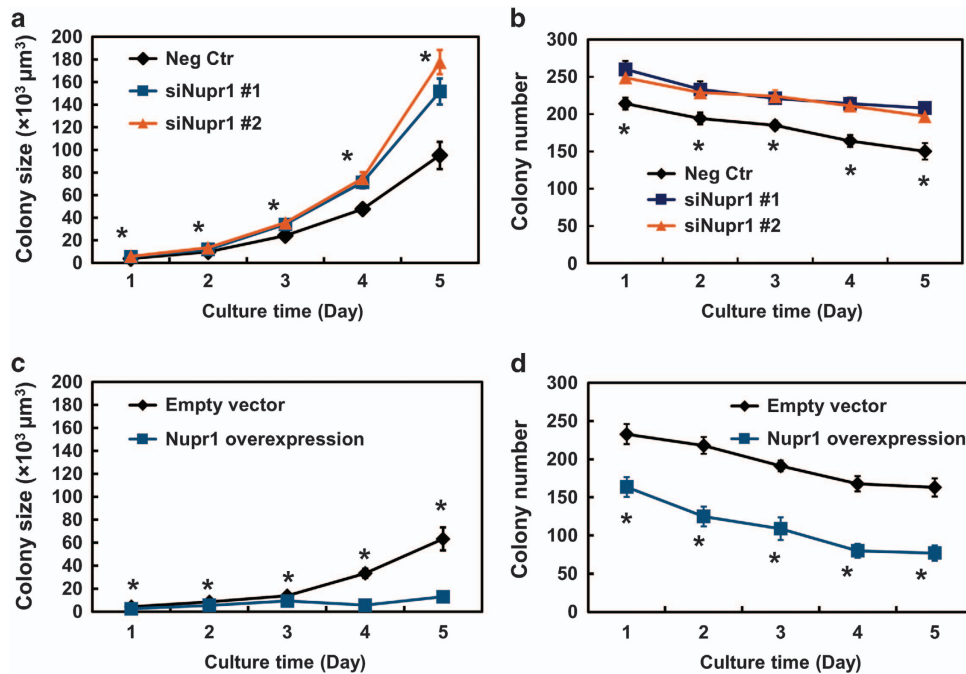 a
Colony size (×10³ μm³)
200
180
160
140
120
100
80
60
40
20
0
Neg Ctr
siNupr1 #1
siNupr1 #2
*
*
*
*
*
1 2 3 4 5
Culture time (Day)
b
Colony number
300
250
200
150
100
50
0
*
*
*
*
*
Neg Ctr
siNupr1 #1
siNupr1 #2
1 2 3 4 5
Culture time (Day)
c
Colony size (×10³ μm³)
200
180
160
140
120
100
80
60
40
20
0
Empty vector
Nupr1 overexpression
*
*
*
*
*
1 2 3 4 5
Culture time (Day)
d
Colony number
300
250
200
150
100
50
0
Empty vector
Nupr1 overexpression
*
*
*
*
*
1 2 3 4 5
Culture time (Day)